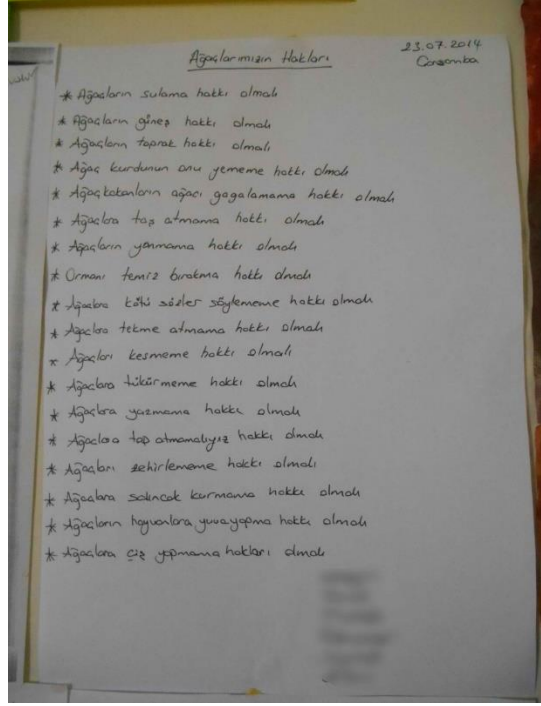 Ağaçlarımızın Hakları
23.07.2014
Çarşamba
* Ağaçların sulama hakkı olmalı
* Ağaçların güneş hakkı olmalı
* Ağaçların toprak hakkı olmalı
* Ağaç kurdunun onu yememe hakkı olmalı
* Ağaçkakanların ağacı gagalamama hakkı olmalı
* Ağaçlara taş atmama hakkı olmalı
* Ağaçların yanmama hakkı olmalı
* Ormanı temiz bırakma hakkı olmalı
* Ağaçlara kötü sözler söylememe hakkı olmalı
* Ağaçlara tekme atmama hakkı olmalı
* Ağaçları kesmeme hakkı olmalı
* Ağaçlara tükürmeme hakkı olmalı
* Ağaçlara yazmama hakkı olmalı
* Ağaçlara top atmamalıyız hakkı olmalı
* Ağaçları zehirlememe hakkı olmalı
* Ağaçlara salıncak kurmama hakkı olmalı
* Ağaçların hayvanlara yuva yapma hakkı olmalı
* Ağaçlara çiş yapmama hakları olmalı